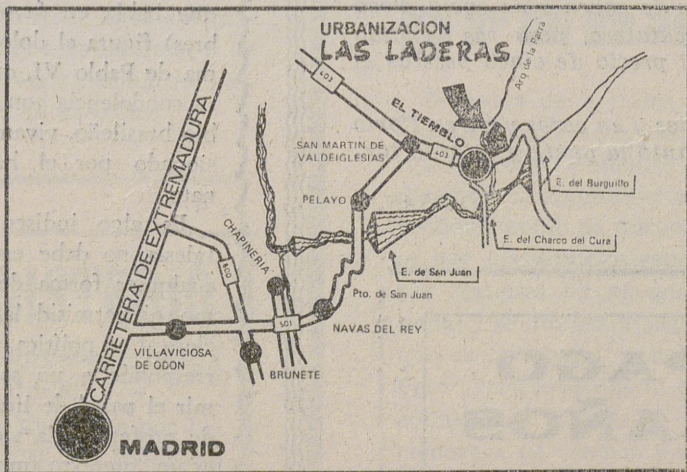 URBANIZACION
LAS LADERAS
Arq. de la Parra
403
EL TIEMBLO
SAN MARTIN DE
VALDEIGLESIAS
403
E. del Burguillo
PELAYO
E. del Charco del Cura
CHAPINERIA
E. de San Juan
CARRETERA DE EXTREMADURA
600
Pto. de San Juan
501
NAVAS DEL REY
VILLAVICIOSA
DE ODON
BRUNETE
MADRID